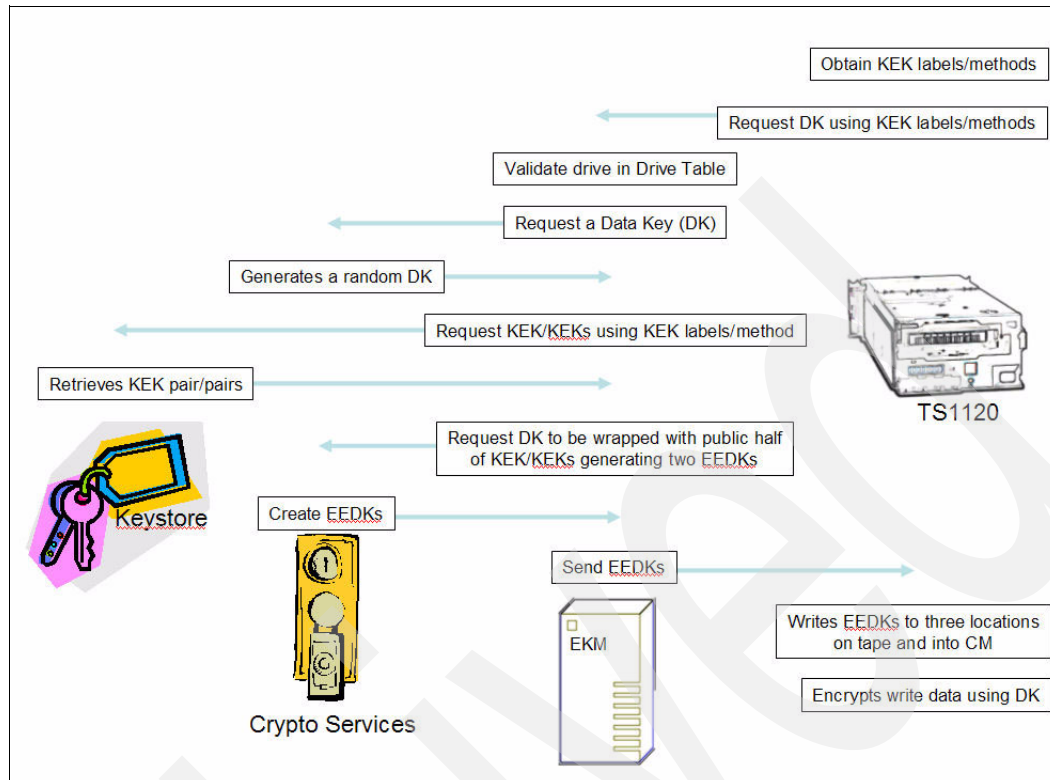 Obtain KEK labels/methods
Request DK using KEK labels/methods
Validate drive in Drive Table
Request a Data Key (DK)
Generates a random DK
Request KEK/KEKs using KEK labels/method
Retrieves KEK pair/pairs
TS1120
Request DK to be wrapped with public half
of KEK/KEKs generating two EEDKs
Keystore
Create EEDKs
Send EEDKs
EKM
Writes EEDKs to three locations
on tape and into CM
Encrypts write data using DK
Crypto Services